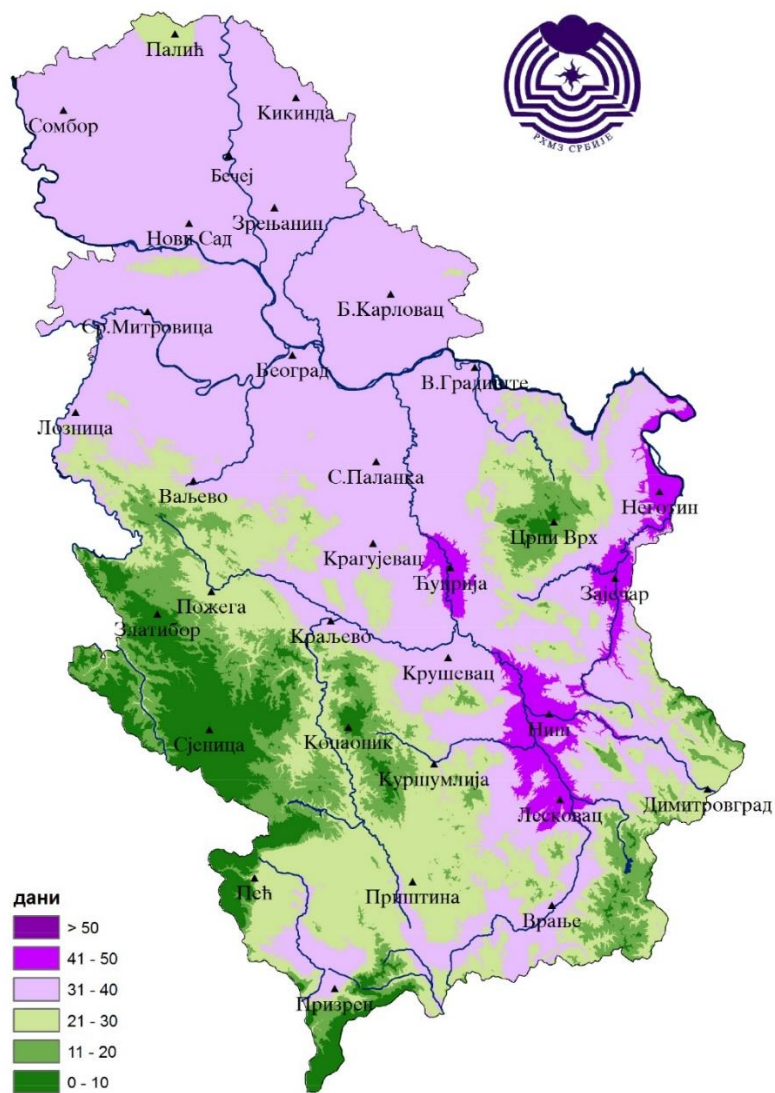 Палић
Кикинда
Сомбор
РХМЗ СРБИЈЕ
Бечеј
Зрењанин
Нови Сад
Б.Карловац
Ср.Митровица
Београд
В.Градиште
Лозница
С.Паланка
Ваљево
Неготин
Црни Врх
Крагујевац
Ћуприја
Зајечар
Пожега
Златибор
Краљево
Крушевац
Ниш
Сјеница
Копаоник
Куршумлија
Димитровград
Лесковац
Пећ
Приштина
Врање
Призрен
дани
> 50
41 - 50
31 - 40
21 - 30
11 - 20
0 - 10